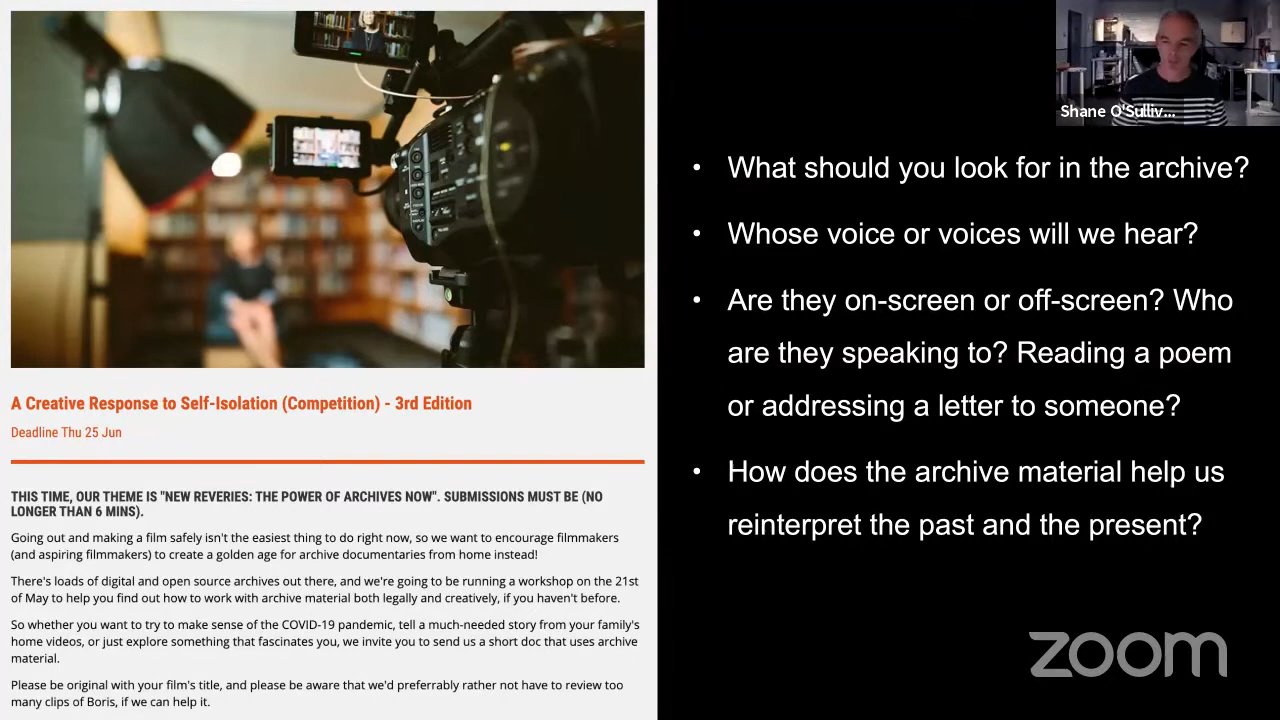 Shane O'Sulliv...
A Creative Response to Self-Isolation (Competition) - 3rd Edition
Deadline Thu 25 Jun
THIS TIME, OUR THEME IS "NEW REVERIES: THE POWER OF ARCHIVES NOW". SUBMISSIONS MUST BE (NO
LONGER THAN 6 MINS).
Going out and making a film safely isn't the easiest thing to do right now, so we want to encourage filmmakers
(and aspiring filmmakers) to create a golden age for archive documentaries from home instead!
There's loads of digital and open source archives out there, and we're going to be running a workshop on the 21st
of May to help you find out how to work with archive material both legally and creatively, if you haven't before.
So whether you want to try to make sense of the COVID-19 pandemic, tell a much-needed story from your family's
home videos, or just explore something that fascinates you, we invite you to send us a short doc that uses archive
material.
Please be original with your film's title, and please be aware that we'd preferrably rather not have to review too
many clips of Boris, if we can help it.
• What should you look for in the archive?
• Whose voice or voices will we hear?
• Are they on-screen or off-screen? Who
are they speaking to? Reading a poem
or addressing a letter to someone?
• How does the archive material help us
reinterpret the past and the present?
zoom